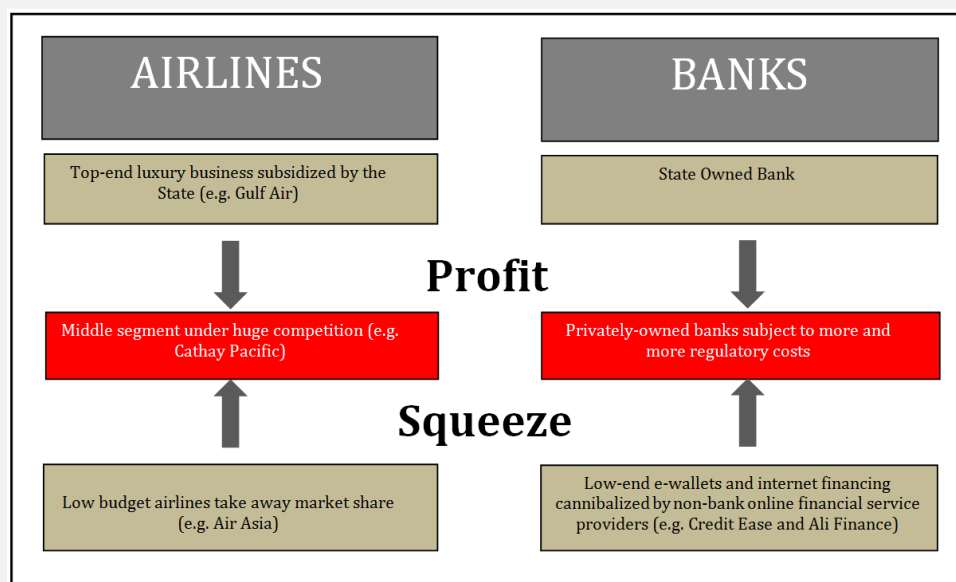 AIRLINES
BANKS
Top-end luxury business subsidized by the
State (e.g. Gulf Air)
State Owned Bank
Profit
Middle segment under huge competition (e.g.
Cathay Pacific)
Privately-owned banks subject to more and
more regulatory costs
Squeeze
Low budget airlines take away market share
(e.g. Air Asia)
Low-end e-wallets and internet financing
cannibalized by non-bank online financial service
providers (e.g. Credit Ease and Ali Finance)